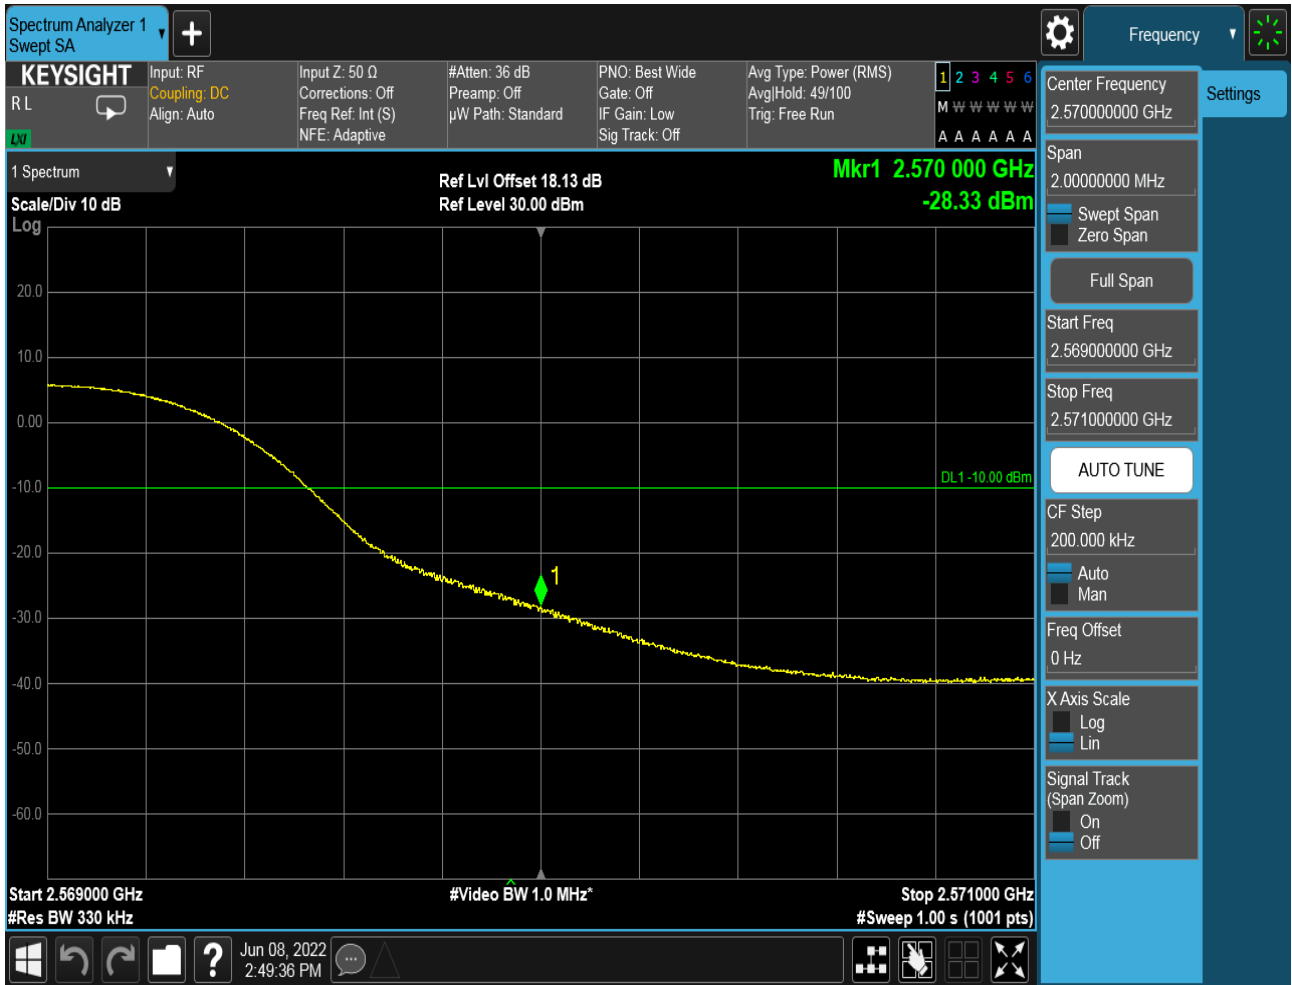 Spectrum Analyzer 1
Swept SA
Frequency
KEYSIGHT
R L
LXI
Input: RF
Coupling: DC
Align: Auto
Input Z: 50 Ω
Corrections: Off
Freq Ref: Int (S)
NFE: Adaptive
#Atten: 36 dB
Preamp: Off
µW Path: Standard
PNO: Best Wide
Gate: Off
IF Gain: Low
Sig Track: Off
Avg Type: Power (RMS)
Avg|Hold: 49/100
Trig: Free Run
1 2 3 4 5 6
M W W W W W
A A A A A A
1 Spectrum
Scale/Div 10 dB
Log
Ref Lvl Offset 18.13 dB
Ref Level 30.00 dBm
Mkr1 2.570 000 GHz
-28.33 dBm
20.0
10.0
0.00
-10.0
-20.0
-30.0
-40.0
-50.0
-60.0
DL1 -10.00 dBm
1
Start 2.569000 GHz
#Res BW 330 kHz
#Video BW 1.0 MHz*
Stop 2.571000 GHz
#Sweep 1.00 s (1001 pts)
Jun 08, 2022
2:49:36 PM
Center Frequency
2.570000000 GHz
Settings
Span
2.00000000 MHz
Swept Span
Zero Span
Full Span
Start Freq
2.569000000 GHz
Stop Freq
2.571000000 GHz
AUTO TUNE
CF Step
200.000 kHz
Auto
Man
Freq Offset
0 Hz
X Axis Scale
Log
Lin
Signal Track
(Span Zoom)
On
Off